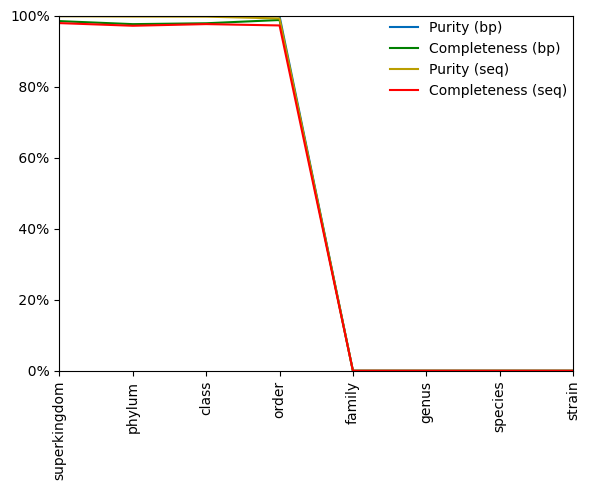 100%
80%
60%
40%
20%
0%
Purity (bp)
Completeness (bp)
Purity (seq)
Completeness (seq)
superkingdom
phylum
class
order
family
genus
species
strain